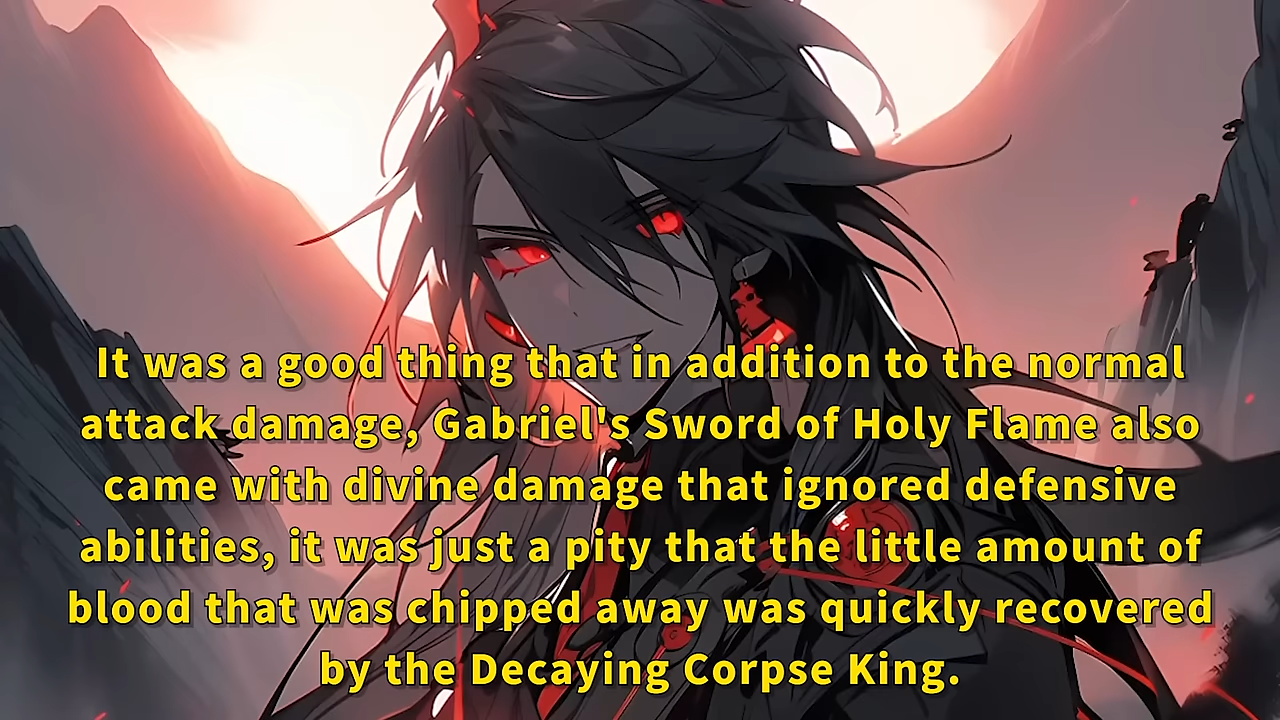 It was a good thing that in addition to the normal
attack damage, Gabriel's Sword of Holy Flame also
came with divine damage that ignored defensive
abilities, it was just a pity that the little amount of
blood that was chipped away was quickly recovered
by the Decaying Corpse King.